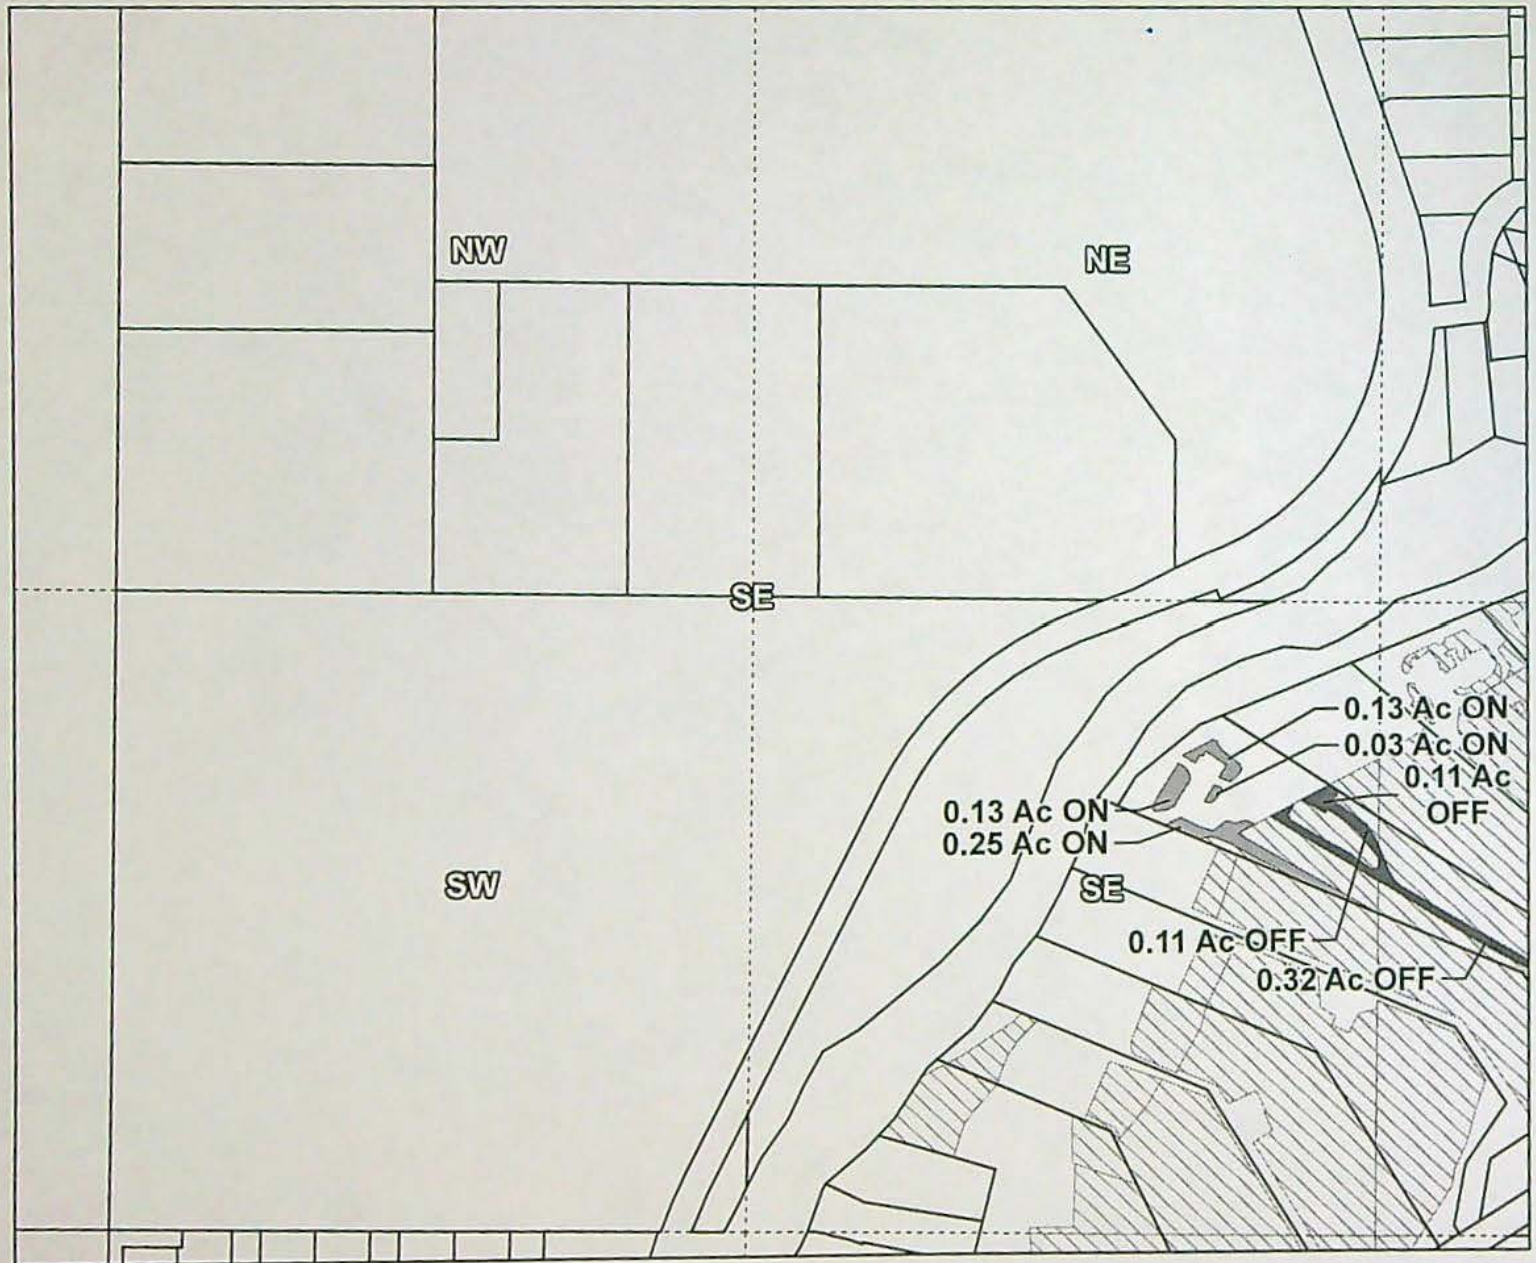 NW
NE
SE
0.13 Ac ON
0.03 Ac ON
0.11 Ac
OFF
0.13 Ac ON
0.25 Ac ON
SW
SE
0.11 Ac OFF
0.32 Ac OFF